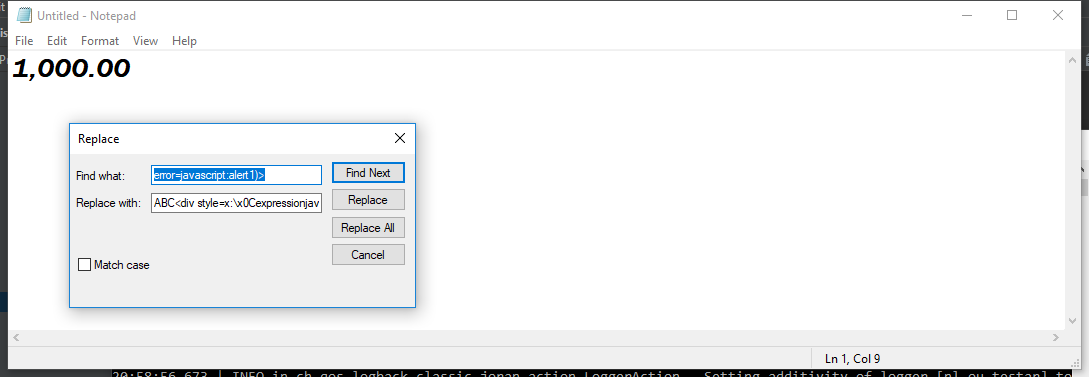 Untitled - Notepad
File Edit Format View Help
1,000.00
Replace
Find what: error=javascript:alert1)> Find Next
Replace with: ABC<div style=x:\x0Cexpressionjav Replace
Replace All
Cancel
Match case
Ln 1, Col 9
20:58:56,673 | INFO in ch.qos.logback.classic.joran.action.LoggerAction - Setting additivity of logger [nl.ou.testar] to